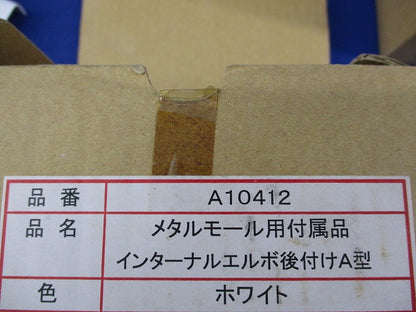 品番 A10412
品名 メタルモール用付属品
インターナルエルボ後付けA型
色 ホワイト